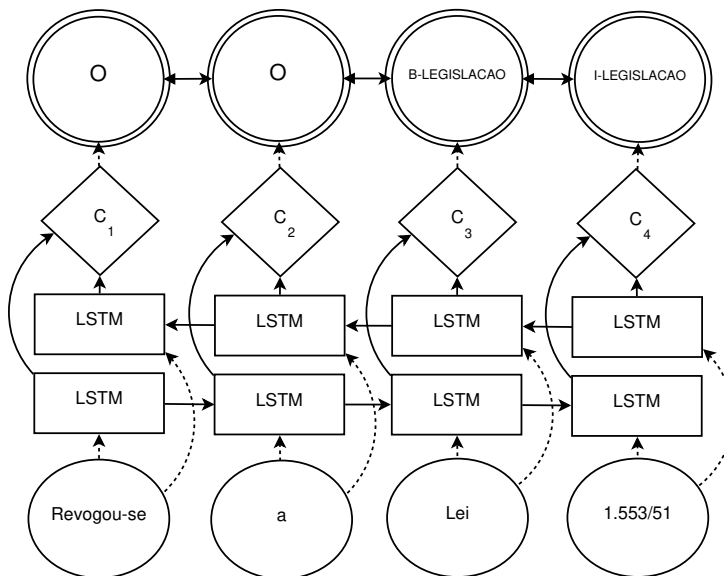 O
O
B-LEGISLACAO
I-LEGISLACAO
C1
C2
C3
C4
LSTM
LSTM
LSTM
LSTM
LSTM
LSTM
LSTM
LSTM
Revogou-se
a
Lei
1.553/51